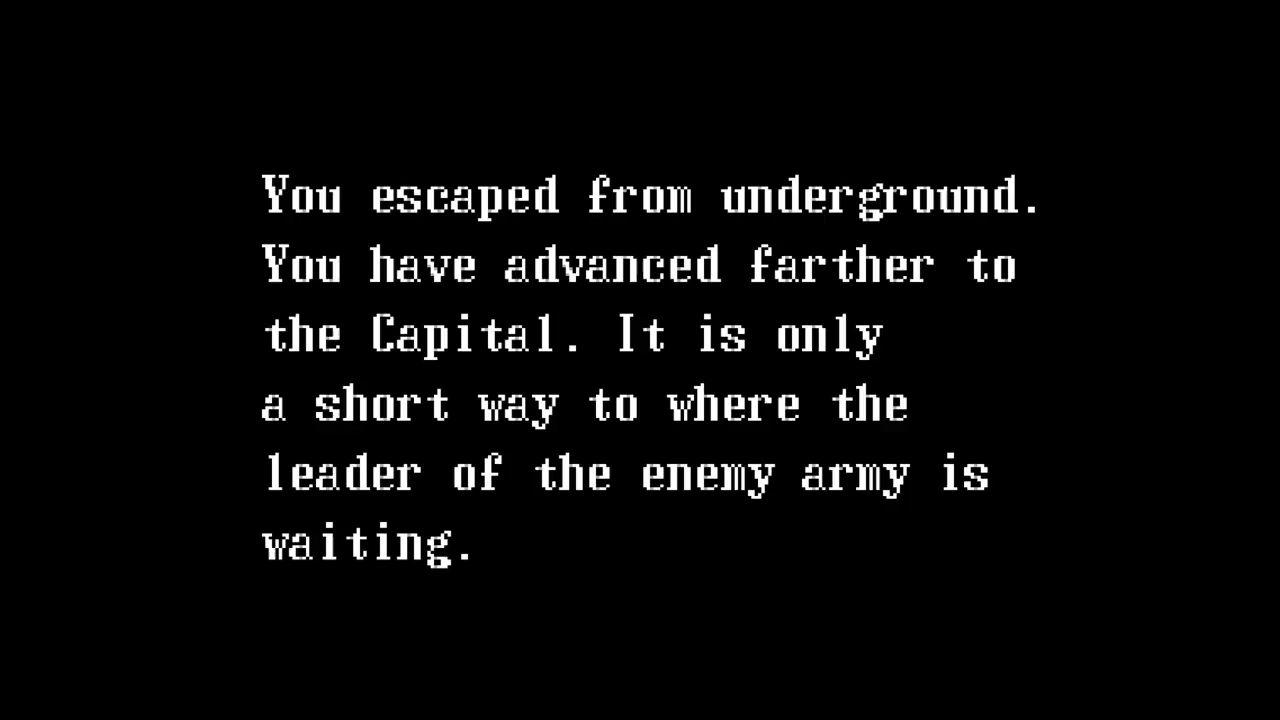 You escaped from underground.
You have advanced farther to
the Capital. It is only
a short way to where the
leader of the enemy army is
waiting.